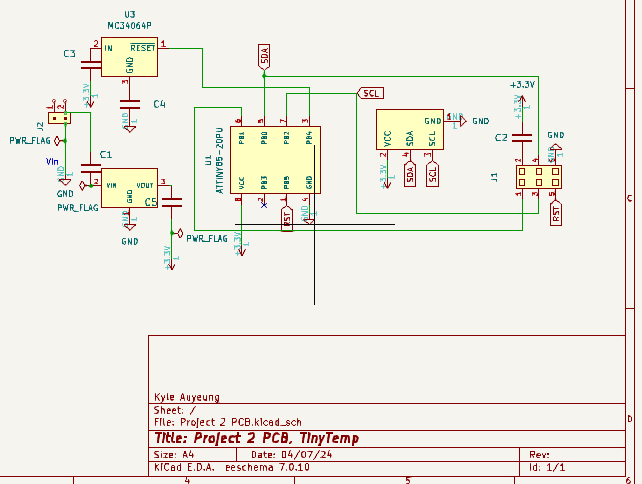 U3
MC34064P
C3
2
IN
RESET
1
GND
3
+3.3V
C4
GND
SDA
SCL
+3.3V
J2
PWR_FLAG
Vin
GND
GND
C1
2
VIN
VOUT
3
GND
C5
PWR_FLAG
GND
PWR_FLAG
+3.3V
U1
ATTINY85-20PU
6
5
7
3
PB1
PB0
PB2
PB4
VCC
PB3
PB5
GND
8
2
1
4
+3.3V
RST
GND
GND
GND
VCC
SDA
SCL
2
4
3
+3.3V
SDA
SCL
C2
GND
J1
2
4
6
1
3
5
RST
C
D
Kyle Auyeung
Sheet: /
File: Project 2 PCB.kicad_sch
Title: Project 2 PCB, TinyTemp
Size: A4
Date: 04/07/24
Rev:
KiCad E.D.A. eeschema 7.0.10
Id: 1/1
4
5
6